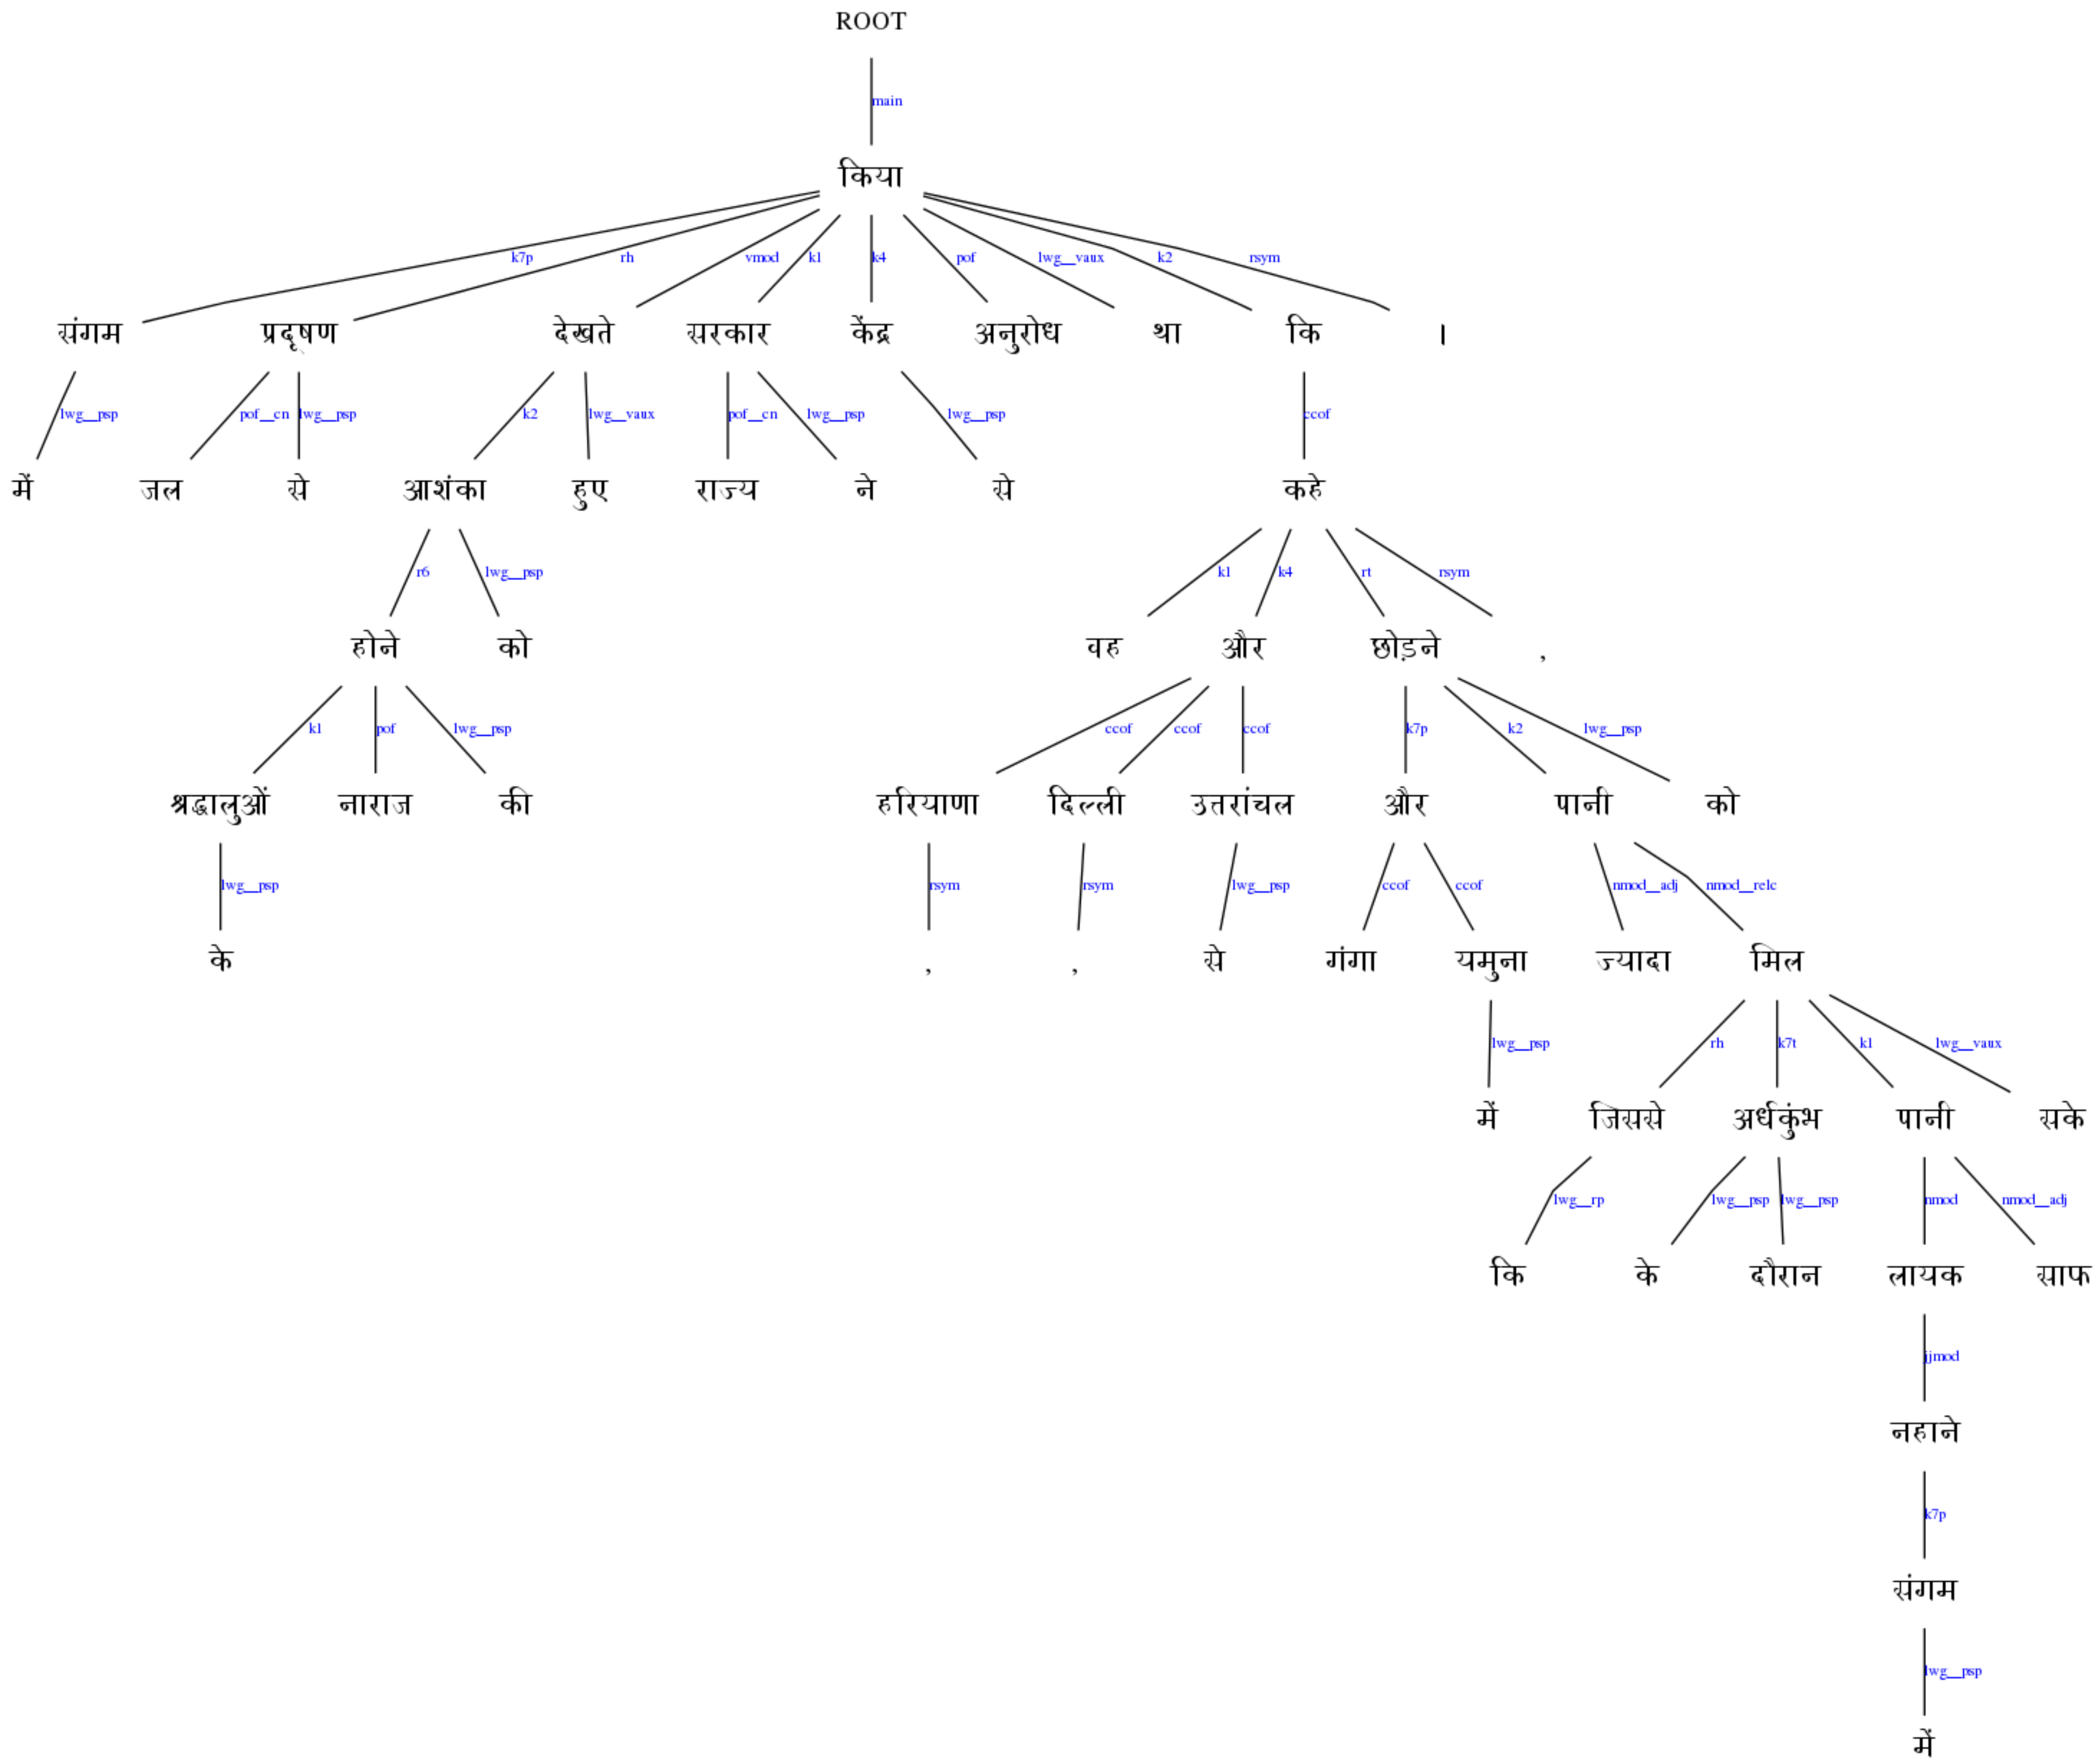 ROOT
main
किया
k7p rh vmod k1 k4 pof lwg__vaux k2 rsym
संगम प्रदूषण देखते सरकार केंद्र अनुरोध था कि ।
lwg__psp pof__cn lwg__psp k2 lwg__vaux pof__cn lwg__psp lwg__psp ccof
में जल से आशंका हुए राज्य ने से कहे
r6 lwg__psp k1 k4 rt rsym
होने को वह और छोड़ने ,
k1 pof lwg__psp ccof ccof ccof k7p k2 lwg__psp
श्रद्धालुओं नाराज की हरियाणा दिल्ली उत्तरांचल और पानी को
lwg__psp rsym rsym lwg__psp ccof ccof nmod__adj nmod__relc
के , , से गंगा यमुना ज्यादा मिल
lwg__psp rh k7t k1 lwg__vaux
में जिससे अर्धकुंभ पानी सके
lwg__rp lwg__psp lwg__psp nmod nmod__adj
कि के दौरान लायक साफ
jjmod
नहाने
k7p
संगम
lwg__psp
में